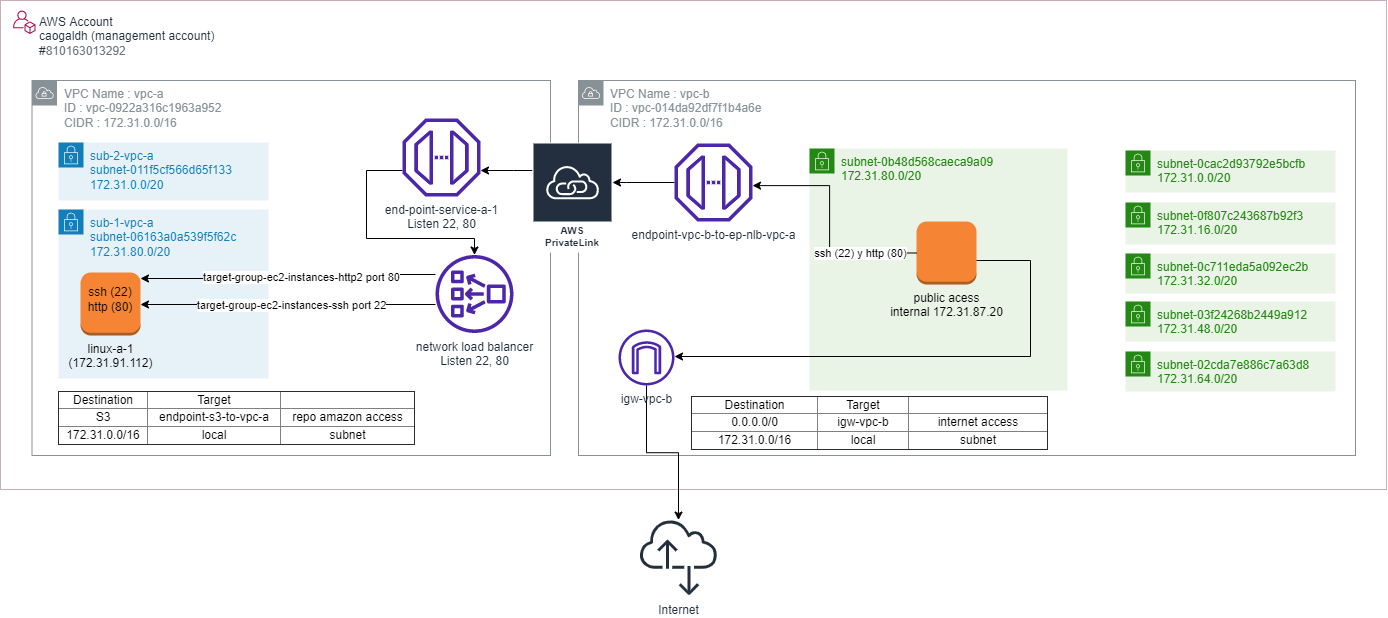 AWS Account
caogaldh (management account)
#810163013292
VPC Name : vpc-a
ID : vpc-0922a316c1963a952
CIDR : 172.31.0.0/16
sub-2-vpc-a
subnet-011f5cf566d65f133
172.31.0.0/20
sub-1-vpc-a
subnet-06163a0a539f5f62c
172.31.80.0/20
ssh (22)
http (80)
linux-a-1
(172.31.91.112)
end-point-service-a-1
Listen 22, 80
target-group-ec2-instances-http2 port 80
target-group-ec2-instances-ssh port 22
network load balancer
Listen 22, 80
Destination Target
S3 endpoint-s3-to-vpc-a repo amazon access
172.31.0.0/16 local subnet
AWS
PrivateLink
VPC Name : vpc-b
ID : vpc-014da92df7f1b4a6e
CIDR : 172.31.0.0/16
endpoint-vpc-b-to-ep-nlb-vpc-a
subnet-0b48d568caeca9a09
172.31.80.0/20
ssh (22) y http (80)
public acess
internal 172.31.87.20
igw-vpc-b
Destination Target
0.0.0.0/0 igw-vpc-b internet access
172.31.0.0/16 local subnet
subnet-0cac2d93792e5bcfb
172.31.0.0/20
subnet-0f807c243687b92f3
172.31.16.0/20
subnet-0c711eda5a092ec2b
172.31.32.0/20
subnet-03f24268b2449a912
172.31.48.0/20
subnet-02cda7e886c7a63d8
172.31.64.0/20
Internet